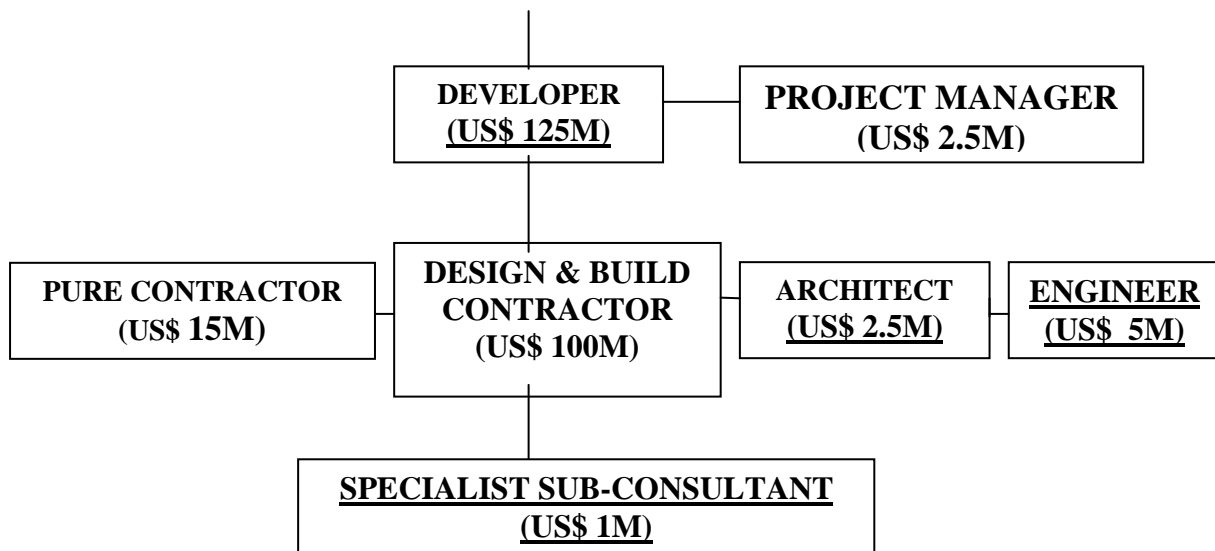 DEVELOPER
(US$ 125M)
PROJECT MANAGER
(US$ 2.5M)
PURE CONTRACTOR
(US$ 15M)
DESIGN & BUILD
CONTRACTOR
(US$ 100M)
ARCHITECT
(US$ 2.5M)
ENGINEER
(US$ 5M)
SPECIALIST SUB-CONSULTANT
(US$ 1M)